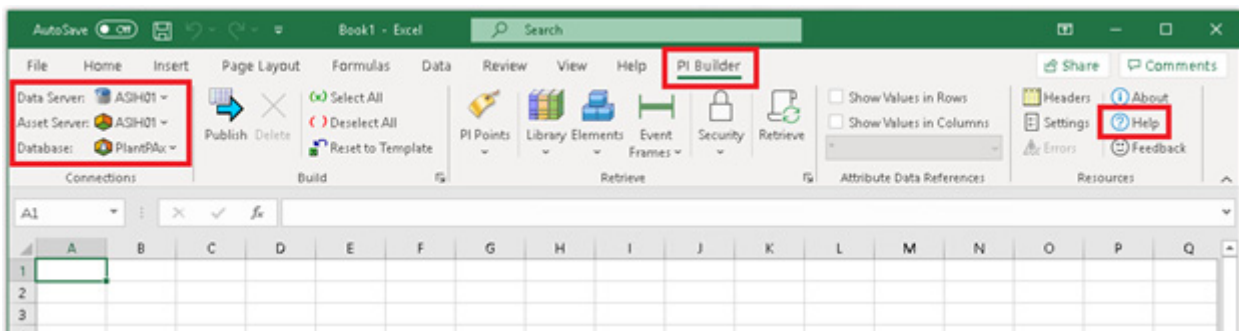 AutoSave Off Book1 - Excel Search
File Home Insert Page Layout Formulas Data Review View Help PI Builder Share Comments
Data Server: ASIH01
Asset Server: ASIH01
Database: PlantPAx
Connections
Publish Delete
(x) Select All
( ) Deselect All
Reset to Template
Build
PI Points Library Elements Event Frames Security Retrieve
Retrieve
Show Values in Rows
Show Values in Columns
*
Attribute Data References
Headers
Settings
Errors
About
Help
Feedback
Resources
A1 fx
A B C D E F G H I J K L M N O P Q
1
2
3